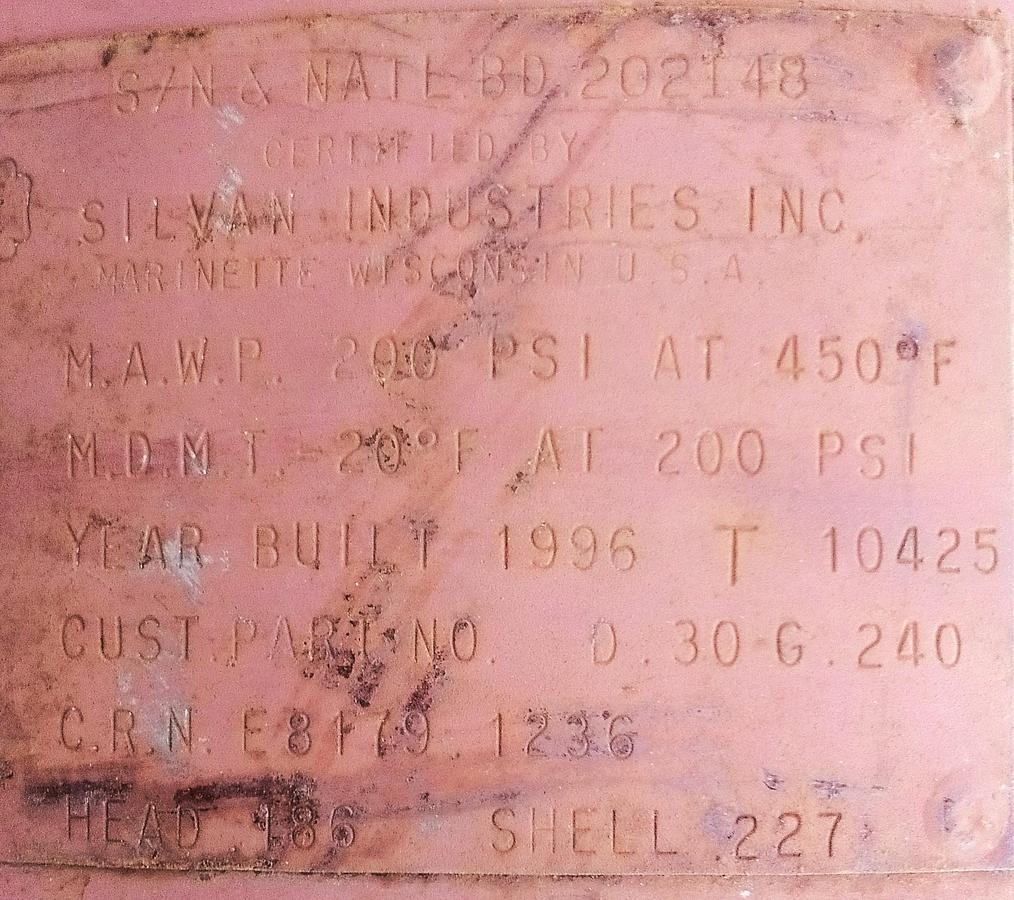 S/N & NATL.BD.202148
CERTIFIED BY
SILVAN INDUSTRIES INC.
MARINETTE WISCONSIN U.S.A.
M.A.W.P. 200 PSI AT 450°F
M.D.M.T.-20°F AT 200 PSI
YEAR BUILT 1996 T 10425
CUST.PART NO. D.30-G.240
C.R.N. E8179.1236
HEAD .186 SHELL .227